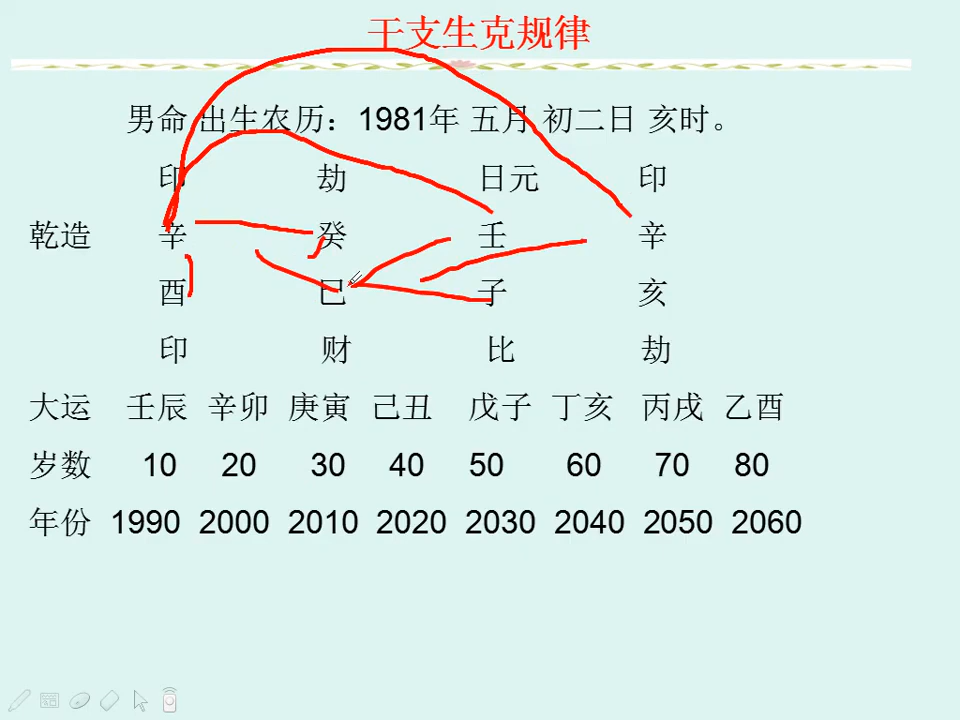 干支生克规律
男命 出生农历：1981年 五月 初二日 亥时。
印 劫 日元 印
乾造 辛 癸 壬 辛
酉 巳 子 亥
印 财 比 劫
大运 壬辰 辛卯 庚寅 己丑 戊子 丁亥 丙戌 乙酉
岁数 10 20 30 40 50 60 70 80
年份 1990 2000 2010 2020 2030 2040 2050 2060